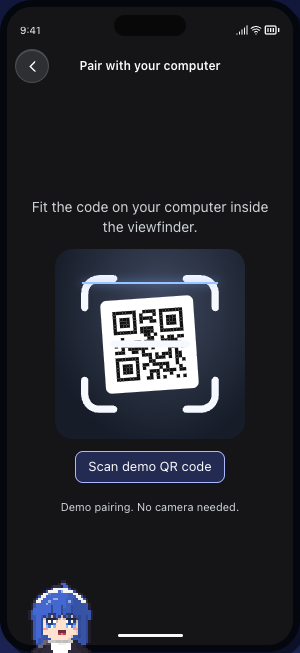 9:41
Pair with your computer
Fit the code on your computer inside
the viewfinder.
Scan demo QR code
Demo pairing. No camera needed.